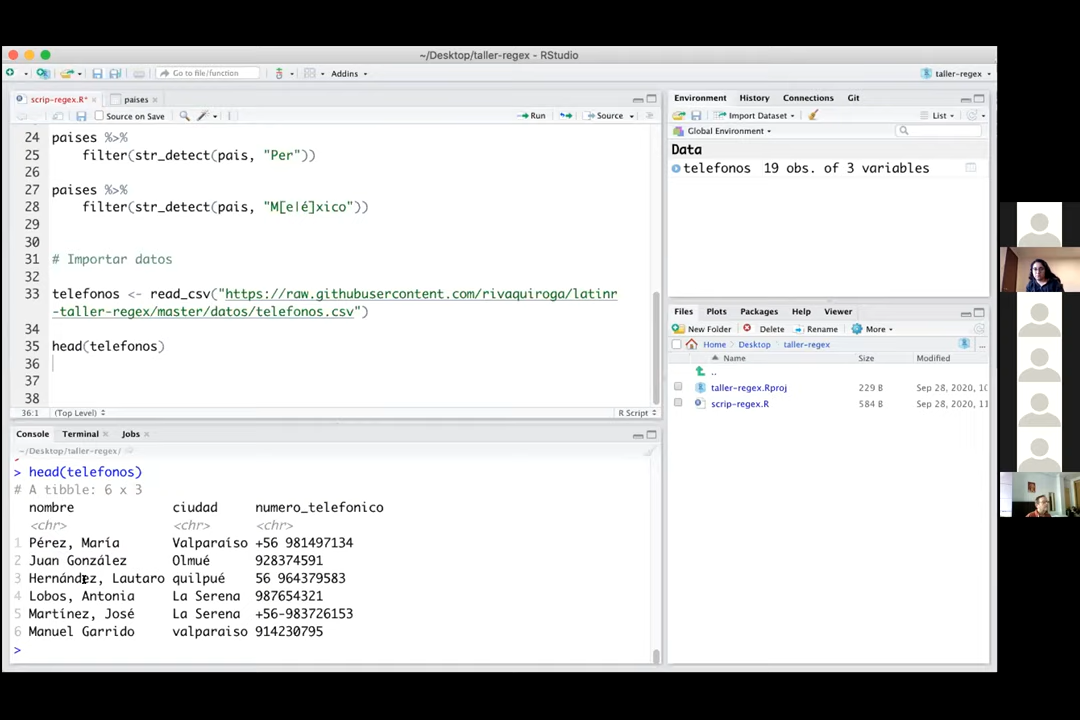 ~/Desktop/taller-regex - RStudio
Go to file/function
Addins
taller-regex
scrip-regex.R*
paises
Source on Save
Run
Source
24 paises %>%
25 filter(str_detect(pais, "Per"))
26
27 paises %>%
28 filter(str_detect(pais, "M[e|é]xico"))
29
30
31 # Importar datos
32
33 telefonos <- read_csv("https://raw.githubusercontent.com/rivaquiroga/latinr
-taller-regex/master/datos/telefonos.csv")
34
35 head(telefonos)
36
37
38
36:1 (Top Level) R Script
Console Terminal Jobs
~/Desktop/taller-regex/
> head(telefonos)
# A tibble: 6 x 3
nombre ciudad numero_telefonico
<chr> <chr> <chr>
1 Pérez, María Valparaíso +56 981497134
2 Juan González Olmué 928374591
3 Hernández, Lautaro quilpué 56 964379583
4 Lobos, Antonia La Serena 987654321
5 Martínez, José La Serena +56-983726153
6 Manuel Garrido valparaiso 914230795
>
Environment History Connections Git
Import Dataset List
Global Environment
Data
telefonos 19 obs. of 3 variables
Files Plots Packages Help Viewer
New Folder Delete Rename More
Home Desktop taller-regex ...
Name Size Modified
..
taller-regex.Rproj 229 B Sep 28, 2020, 10
scrip-regex.R 584 B Sep 28, 2020, 11